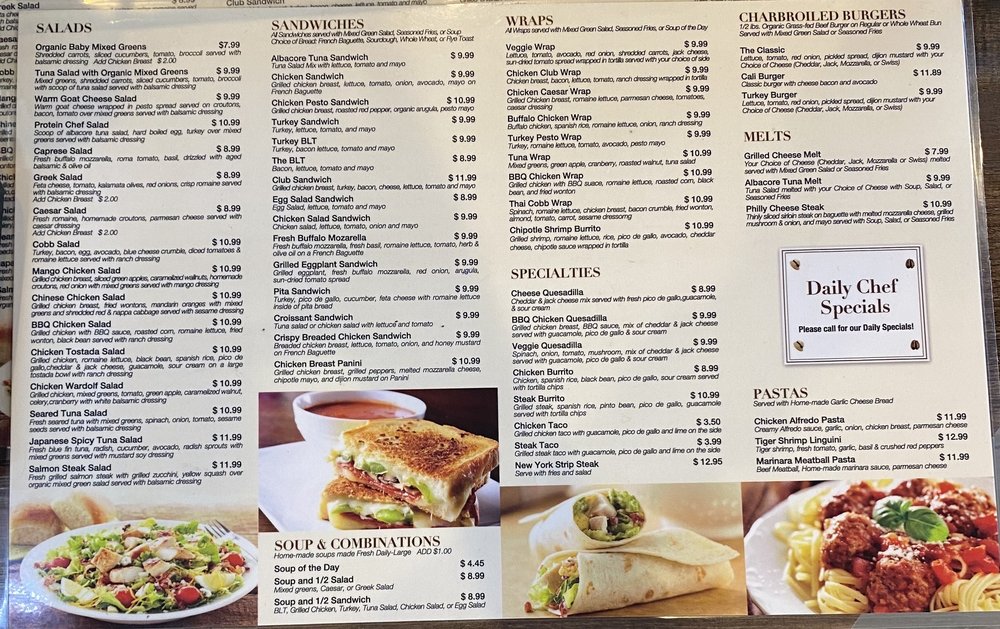 SALADS
Organic Baby Mixed Greens $7.99
Shredded carrots, sliced cucumbers, tomato, broccoli served with
balsamic dressing Add Chicken Breast $ 2.00
Tuna Salad with Organic Mixed Greens $ 9.99
Mixed greens, shredded carrots, sliced cucumbers, tomato, broccoli
with scoop of tuna salad served with balsamic dressing
Warm Goat Cheese Salad $ 9.99
Warm goat cheese wrapped in pesto spread served on croutons,
bacon, tomato over mixed greens served with balsamic dressing
Protein Chef Salad $ 10.99
Scoop of albacore tuna salad, hard boiled egg, turkey over mixed
greens served with balsamic dressing
Caprese Salad $ 8.99
Fresh buffalo mozzarella, roma tomato, basil, drizzled with aged
balsamic & olive oil
Greek Salad $ 8.99
Feta cheese, tomato, kalamata olives, red onions, crisp romaine served
with balsamic dressing
Add Chicken Breast $ 2.00
Caesar Salad $ 8.99
Fresh romaine, homemade croutons, parmesan cheese served with
caesar dressing
Add Chicken Breast $ 2.00
Cobb Salad $ 10.99
Turkey, bacon, egg, avocado, blue cheese crumble, diced tomatoes &
romaine lettuce served with ranch dressing
Mango Chicken Salad $ 10.99
Grilled chicken breast, sliced green apples, caramelized wallnuts, homemade
croutons, red onion with mixed greens served with mango dressing
Chinese Chicken Salad $ 10.99
Grilled chicken breast, fried wontons, mandarin oranges with mixed
greens and shredded red & nappa cabbage served with sesame dressing
BBQ Chicken Salad $ 10.99
Grilled chicken with BBQ sauce, roasted corn, romaine lettuce, fried
wonton, black bean served with ranch dressing
Chicken Tostada Salad $ 10.99
Grilled chicken, romaine lettuce, black bean, spanish rice, pico de
gallo,cheddar & jack cheese, guacamole, sour cream on a large
tostada bowl with ranch dressing
Chicken Wardolf Salad $ 10.99
Grilled chicken, mixed greens, tomato, green apple, caramelized walnut,
celery,cranberry with white balsamic dressing
Seared Tuna Salad $ 10.99
Fresh seared tuna with mixed greens, spinach, onion, tomato, sesame
seeds served with balsamic dressing
Japanese Spicy Tuna Salad $ 11.99
Fresh blue fin tuna, radish, cucumber, avocado, radish sprouts with
mixed greens served with mustard soy dressing
Salmon Steak Salad $ 11.99
Fresh grilled salmon steak with grilled zucchini, yellow squash over
organic mixed green salad served with balsamic dressing
SANDWICHES
All Sandwiches served with Mixed Green Salad, Seasoned Fries, or Soup
Choice of Bread: French Baguette, Sourdough, Whole Wheat, or Rye Toast
Albacore Tuna Sandwich $ 9.99
Tuna Salad Mix with lettuce, tomato and mayo
Chicken Sandwich $ 9.99
Grilled chicken breast, lettuce, tomato, onion, avocado, mayo on
French Baguette
Chicken Pesto Sandwich $ 10.99
Grilled chicken breast, roasted red pepper, organic arugula, pesto mayo
Turkey Sandwich $ 9.99
Turkey, lettuce, tomato, and mayo
Turkey BLT $ 9.99
Turkey, bacon lettuce, tomato and mayo
The BLT $ 8.99
Bacon, lettuce, tomato and mayo
Club Sandwich $ 11.99
Grilled chicken breast, turkey, bacon, cheese, lettuce, tomato and mayo
Egg Salad Sandwich $ 8.99
Egg Salad, lettuce, tomato and mayo
Chicken Salad Sandwich $ 9.99
Chicken salad, lettuce, tomato, onion and mayo
Fresh Buffalo Mozarella $ 9.99
Fresh buffalo mozzarella, fresh basil, romaine lettuce, tomato, herb &
olive oil on a French Baguette
Grilled Eggplant Sandwich $ 9.99
Grilled eggplant, fresh buffalo mozzarella, red onion, arugula,
sun-dried tomato spread
Pita Sandwich $ 9.99
Turkey, pico de gallo, cucumber, feta cheese with romaine lettuce
inside of pita bread
Croissant Sandwich $ 9.99
Tuna salad or chicken salad with lettuce and tomato
Crispy Breaded Chicken Sandwich $ 9.99
Breaded chicken breast, lettuce, tomato, onion, and honey mustard
on French Baguette
Chicken Breast Panini $ 10.99
Grilled chicken breast, grilled peppers, melted mozzarella cheese,
chipotle mayo, and dijon mustard on Panini
SOUP & COMBINATIONS
Home-made soups made Fresh Daily-Large ADD $1.00
Soup of the Day $ 4.45
Soup and 1/2 Salad $ 8.99
Mixed greens, Caesar, or Greek Salad
Soup and 1/2 Sandwich $ 8.99
BLT, Grilled Chicken, Turkey, Tuna Salad, Chicken Salad, or Egg Salad
WRAPS
All Wraps served with Mixed Green Salad, Seasoned Fries, or Soup of the Day
Veggie Wrap $ 9.99
Lettuce, tomato, avocado, red onion, shredded carrots, jack cheese,
sun-dried tomato spread wrapped in tortilla served with your choice of side
Chicken Club Wrap $ 9.99
Chicken breast, bacon, lettuce, tomato, ranch dressing wrapped in tortilla
Chicken Caesar Wrap $ 9.99
Grilled Chicken breast, romaine lettuce, parmesan cheese, tomatoes,
caesar dressing
Buffalo Chicken Wrap $ 9.99
Buffalo chicken, spanish rice, romaine lettuce, onion, ranch dressing
Turkey Pesto Wrap $ 9.99
Turkey, romaine lettuce, tomato, avocado, pesto mayo
Tuna Wrap $ 10.99
Mixed greens, green apple, cranberry, roasted walnut, tuna salad
BBQ Chicken Wrap $ 10.99
Grilled chicken with BBQ suace, romaine lettuce, roasted corn, black
bean, and fried wonton
Thai Cobb Wrap $ 10.99
Spinach, romaine lettuce, chicken breast, bacon crumble, fried wonton,
almond, tomato, carrot, sesame dressomg
Chipotle Shrimp Burrito $ 10.99
Grilled shrimp, romaine lettuce, rice, pico de gallo, avocado, cheddar
cheese, chipotle sauce wrapped in tortilla
SPECIALTIES
Cheese Quesadilla $ 8.99
Cheddar & jack cheese mix served with fresh pico de gallo,guacamole,
& sour cream
BBQ Chicken Quesadilla $ 9.99
Grilled chicken breast, BBQ sauce, mix of cheddar & jack cheese
served with guacamole, pico de gallo & sour cream
Veggie Quesadilla $ 9.99
Spinach, onion, tomato, mushroom, mix of cheddar & jack cheese
served with guacamole, pico de gallo & sour cream
Chicken Burrito $ 8.99
Chicken, spanish rice, black bean, pico de gallo, sour cream served
with tortilla chips
Steak Burrito $ 10.99
Grilled steak, spanish rice, pinto bean, pico de gallo, guacamole
served with tortilla chips
Chicken Taco $ 3.50
Grilled chicken taco with guacamole, pico de gallo and lime on the side
Steak Taco $ 3.99
Grilled steak taco with guacamole, pico de gallo and lime on the side
New York Strip Steak $ 12.95
Serve with fries and salad
CHARBROILED BURGERS
1/2 lbs. Organic Grass-fed Beef Burger on Regular or Whole Wheat Bun
Served with Mixed Green Salad or Seasoned Fries
The Classic $ 9.99
Lettuce, tomato, red onion, pickled spread, dijon mustard with your
Choice of Cheese (Cheddar, Jack, Mozzarella, or Swiss)
Cali Burger $ 11.89
Classic burger with cheese bacon and avocado
Turkey Burger $ 9.99
Lettuce, tomato, red onion, pickled spread, dijon mustard with your
Choice of Cheese (Cheddar, Jack, Mozzarella, or Swiss)
MELTS
Grilled Cheese Melt $ 7.99
Your Choice of Cheese (Cheddar, Jack, Mozzarella or Swiss) melted
served with Mixed Green Salad or Seasoned Fries
Albacore Tuna Melt $ 9.99
Tuna Salad melted with your Choice of Cheese with Soup, Salad, or
Seasoned Fries
Philly Cheese Steak $ 10.99
Thinly sliced sirloin steak on baguette with melted mozzarella cheese, grilled
mushroom & onion, and mayo served with Soup, Salad, or Seasoned Fries
Daily Chef
Specials
Please call for our Daily Specials!
PASTAS
Served with Home-made Garlic Cheese Bread
Chicken Alfredo Pasta $ 11.99
Creamy Alfredo sauce, garlic, onion, chicken breast, parmesan cheese
Tiger Shrimp Linguini $ 12.99
Tiger shrimp, fresh tomato, garlic, basil & crushed red peppers
Marinara Meatball Pasta $ 11.99
Beef Meatball, Home-made marinara sauce, parmesan cheese